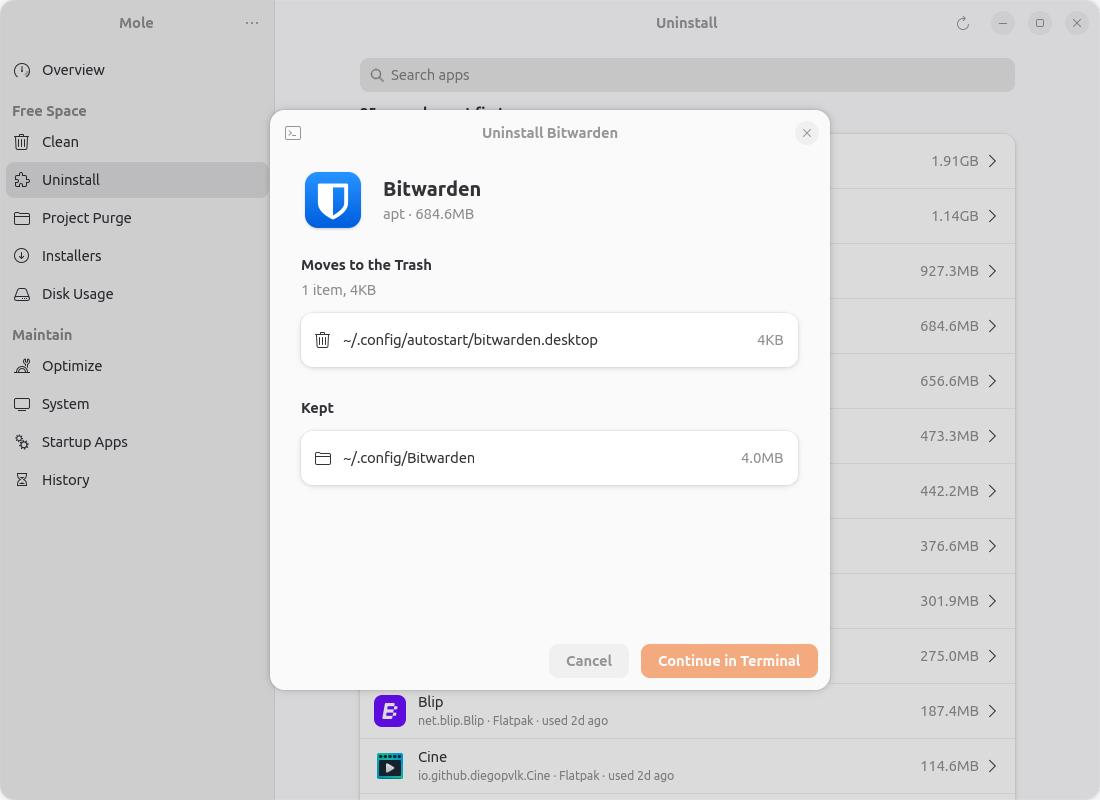 Mole
Uninstall
Overview
Search apps
Free Space
Clean
Uninstall
Project Purge
Installers
Disk Usage
Maintain
Optimize
System
Startup Apps
History
Uninstall Bitwarden
Bitwarden
apt · 684.6MB
Moves to the Trash
1 item, 4KB
~/.config/autostart/bitwarden.desktop 4KB
Kept
~/.config/Bitwarden 4.0MB
Cancel Continue in Terminal
1.91GB
1.14GB
927.3MB
684.6MB
656.6MB
473.3MB
442.2MB
376.6MB
301.9MB
275.0MB
Blip
net.blip.Blip · Flatpak · used 2d ago
187.4MB
Cine
io.github.diegopvlk.Cine · Flatpak · used 2d ago
114.6MB